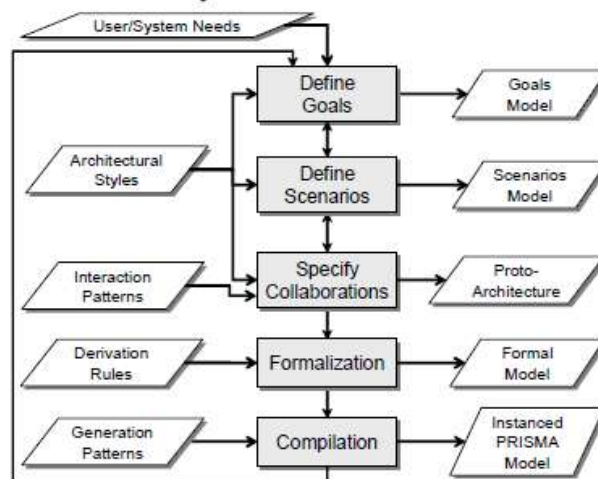 User/System Needs
Define
Goals
Goals
Model
Architectural
Styles
Define
Scenarios
Scenarios
Model
Interaction
Patterns
Specify
Collaborations
Proto-
Architecture
Derivation
Rules
Formalization
Formal
Model
Generation
Patterns
Compilation
Instanced
PRISMA
Model